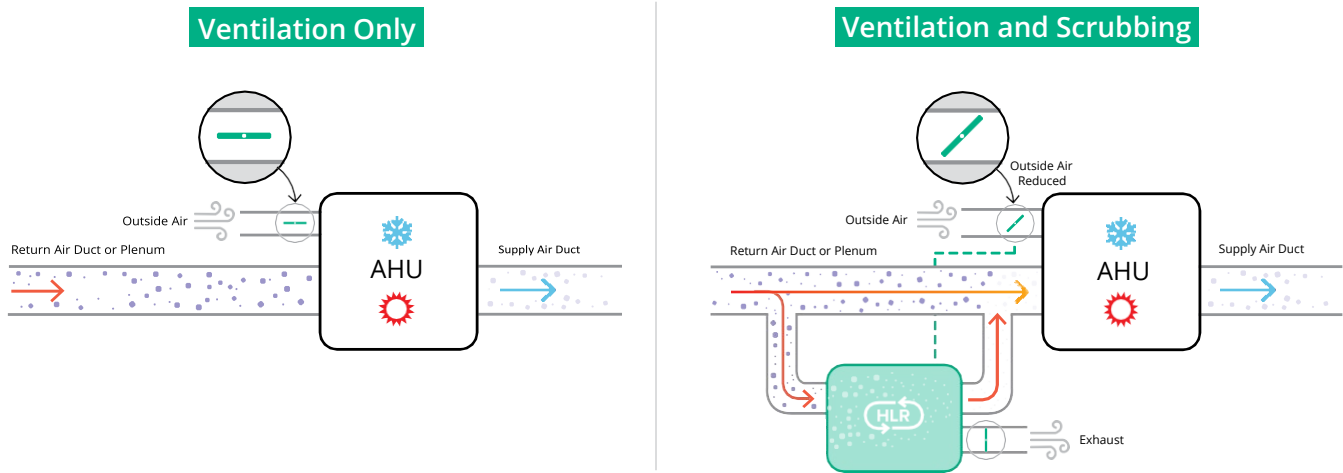 Ventilation Only
Outside Air
Return Air Duct or Plenum
Supply Air Duct
AHU
Ventilation and Scrubbing
Outside Air
Reduced
Outside Air
Return Air Duct or Plenum
Supply Air Duct
AHU
HLR
Exhaust